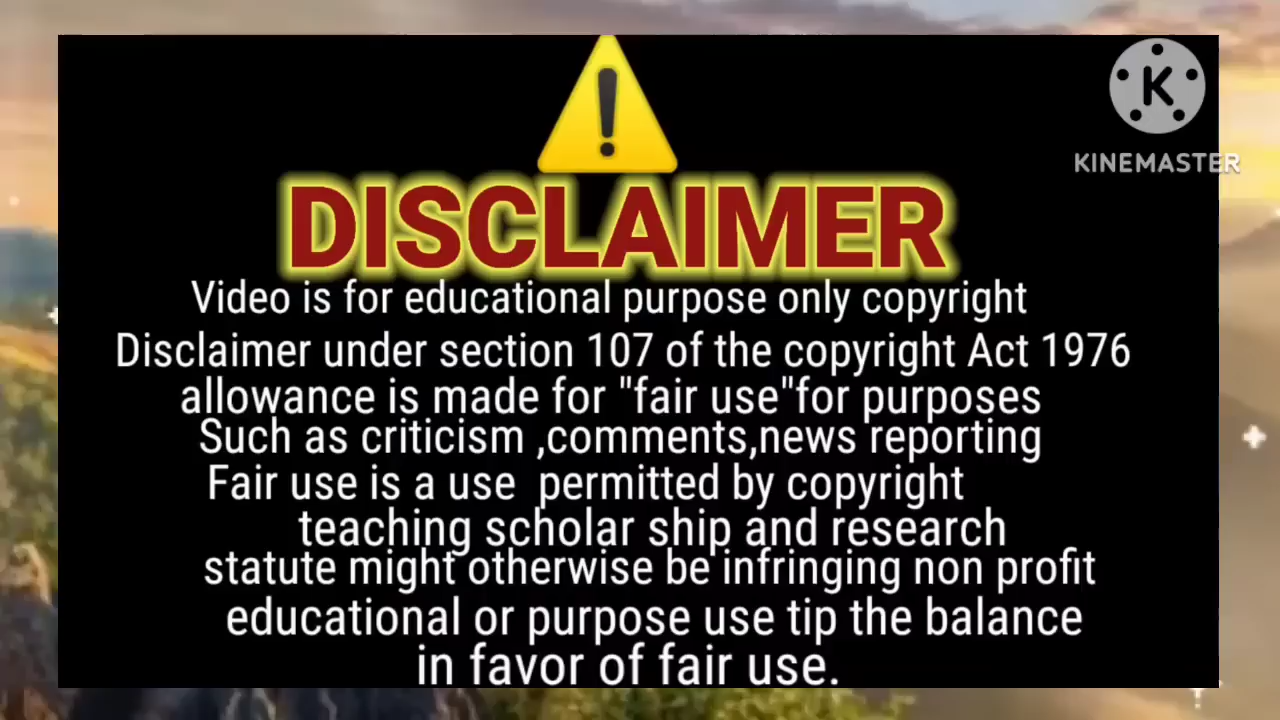 KINEMASTER
DISCLAIMER
Video is for educational purpose only copyright
Disclaimer under section 107 of the copyright Act 1976
allowance is made for "fair use"for purposes
Such as criticism ,comments,news reporting
Fair use is a use permitted by copyright
teaching scholar ship and research
statute might otherwise be infringing non profit
educational or purpose use tip the balance
in favor of fair use.